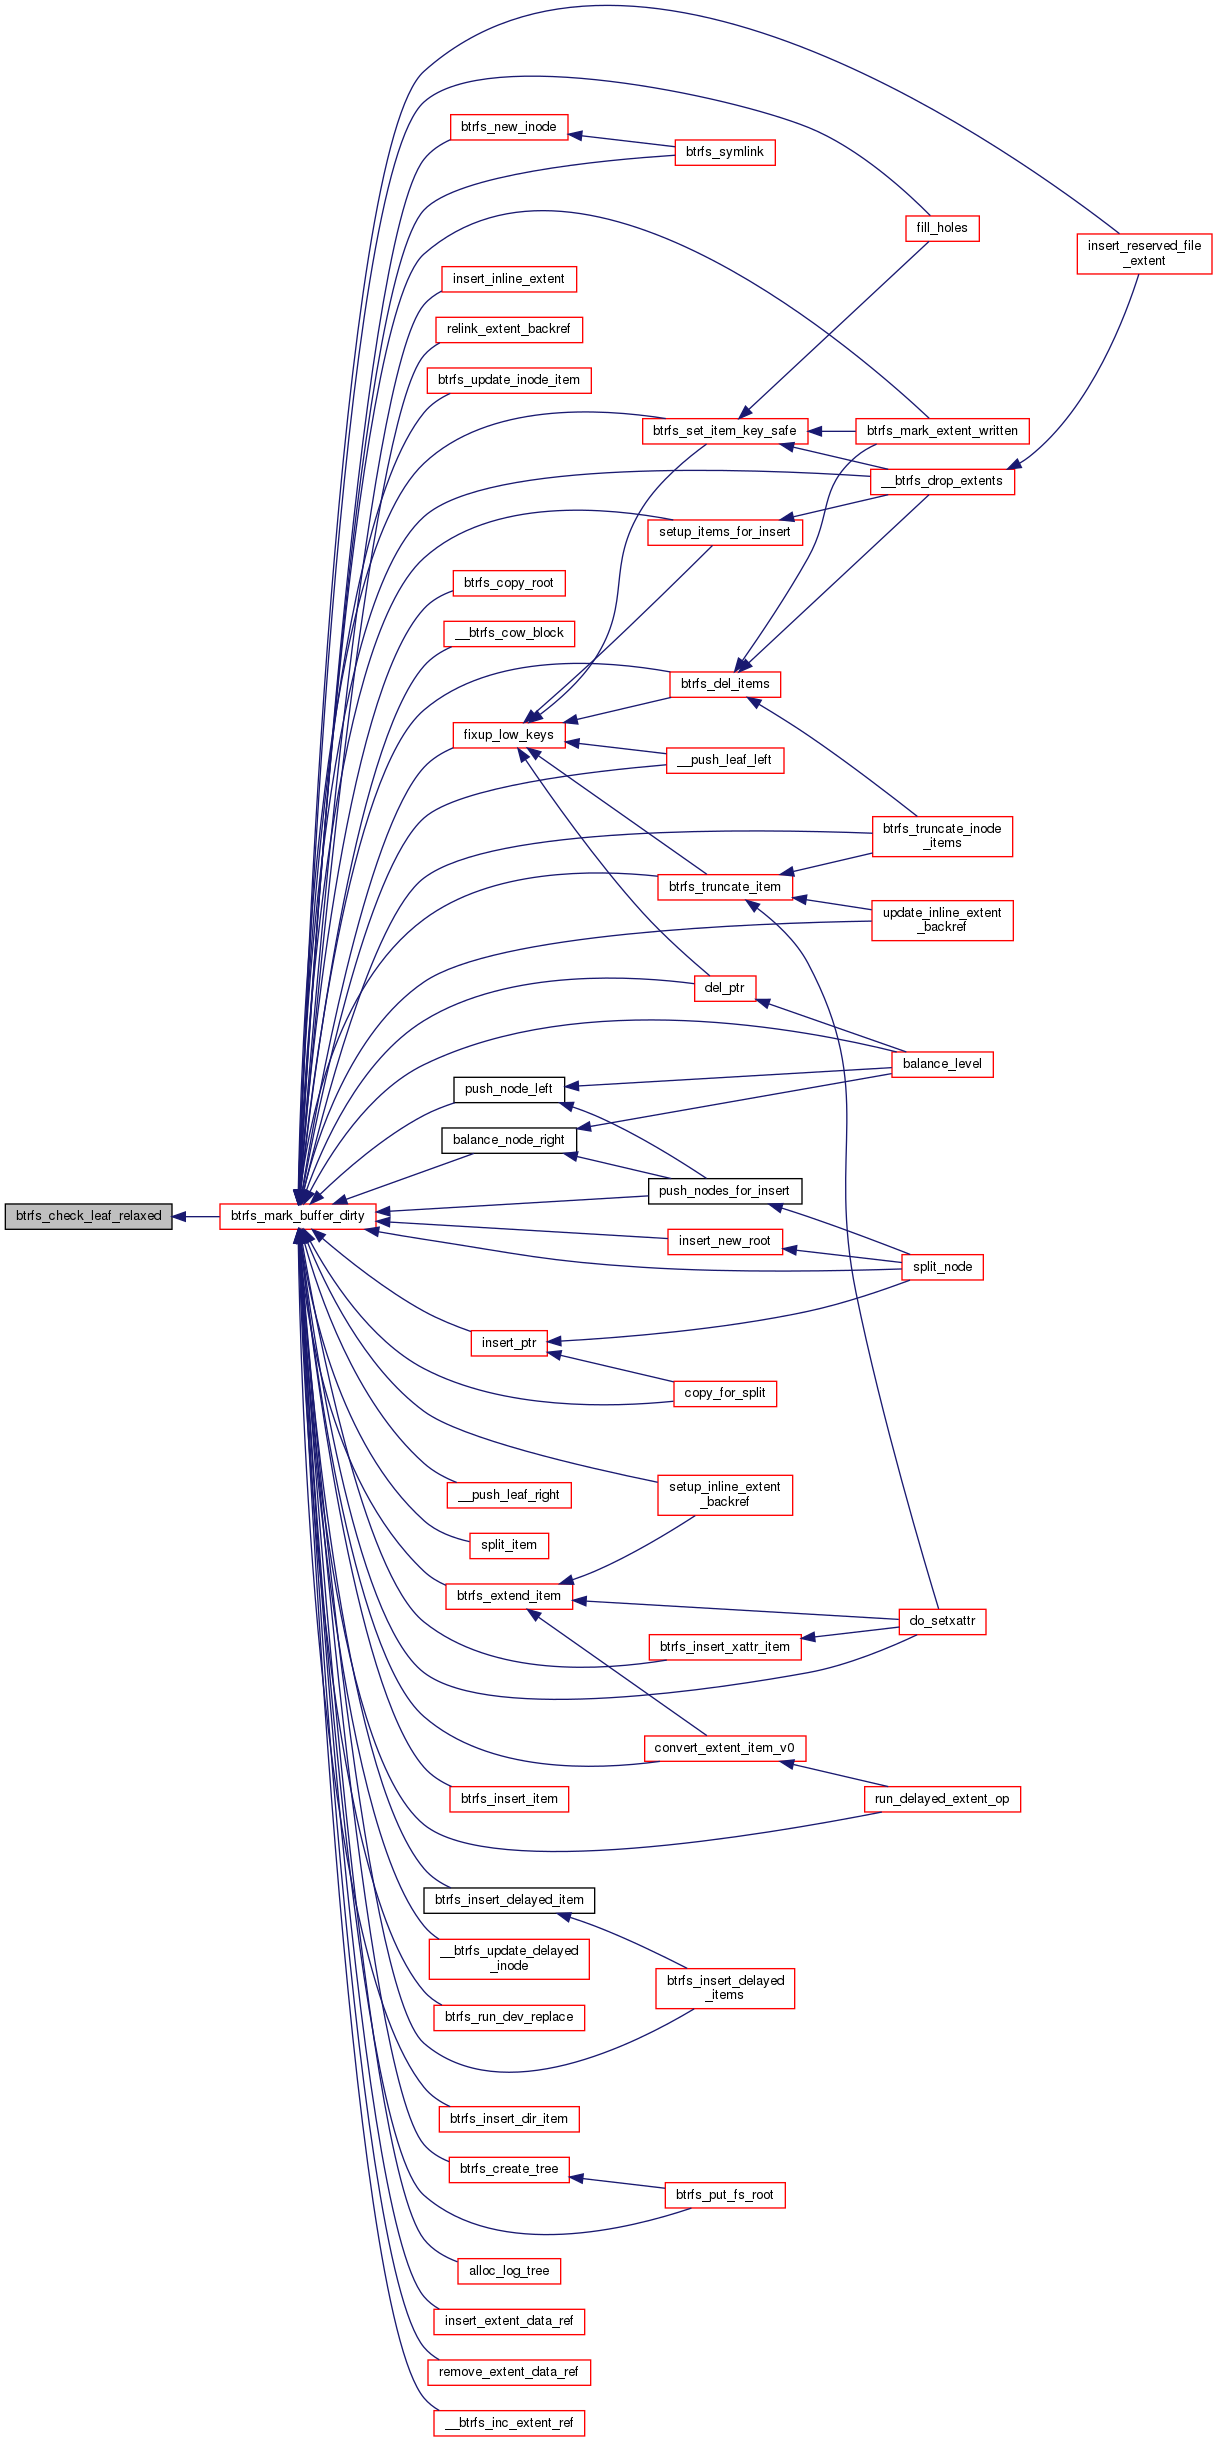 btrfs_new_inode
btrfs_symlink
fill_holes
insert_reserved_file
_extent
insert_inline_extent
relink_extent_backref
btrfs_update_inode_item
btrfs_set_item_key_safe
btrfs_mark_extent_written
__btrfs_drop_extents
setup_items_for_insert
btrfs_copy_root
__btrfs_cow_block
btrfs_del_items
fixup_low_keys
__push_leaf_left
btrfs_truncate_inode
_items
btrfs_truncate_item
update_inline_extent
_backref
del_ptr
balance_level
push_node_left
balance_node_right
push_nodes_for_insert
btrfs_check_leaf_relaxed
btrfs_mark_buffer_dirty
insert_new_root
split_node
insert_ptr
copy_for_split
setup_inline_extent
_backref
__push_leaf_right
split_item
btrfs_extend_item
do_setxattr
btrfs_insert_xattr_item
convert_extent_item_v0
btrfs_insert_item
run_delayed_extent_op
btrfs_insert_delayed_item
__btrfs_update_delayed
_inode
btrfs_insert_delayed
_items
btrfs_run_dev_replace
btrfs_insert_dir_item
btrfs_create_tree
btrfs_put_fs_root
alloc_log_tree
insert_extent_data_ref
remove_extent_data_ref
__btrfs_inc_extent_ref